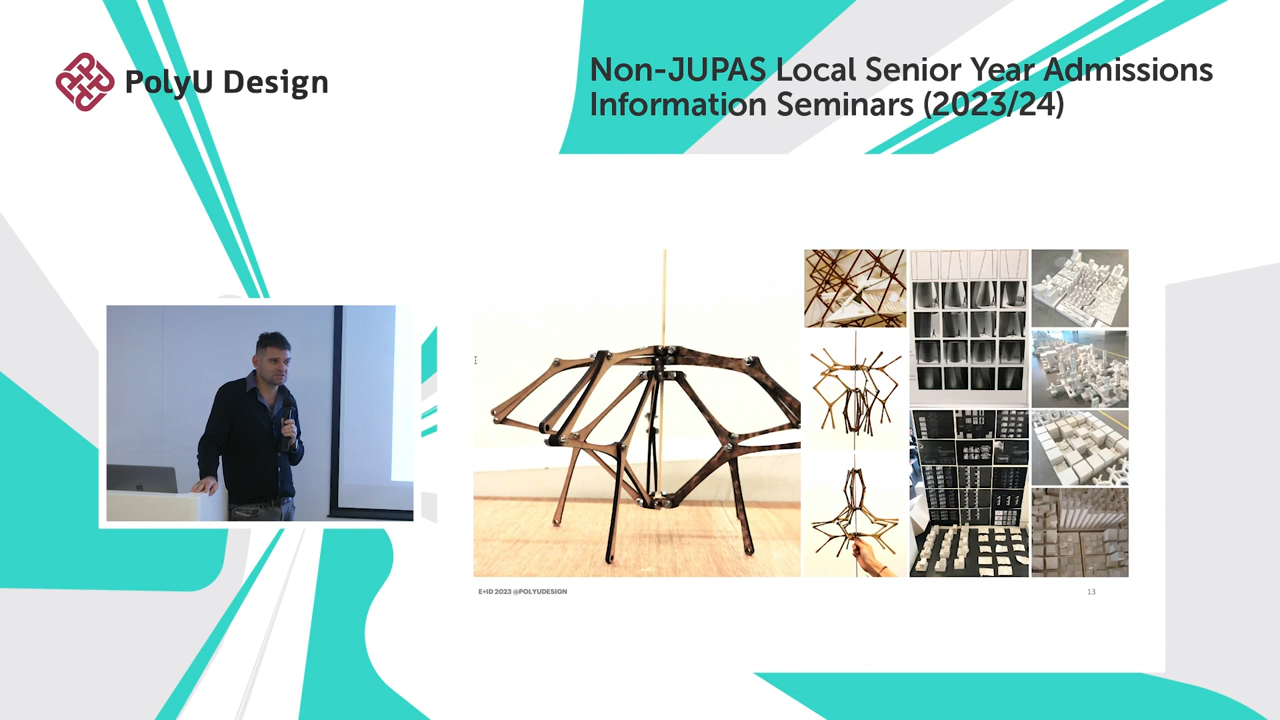 PolyU Design
Non-JUPAS Local Senior Year Admissions
Information Seminars (2023/24)
E+ID 2023 @POLYUDESIGN
13